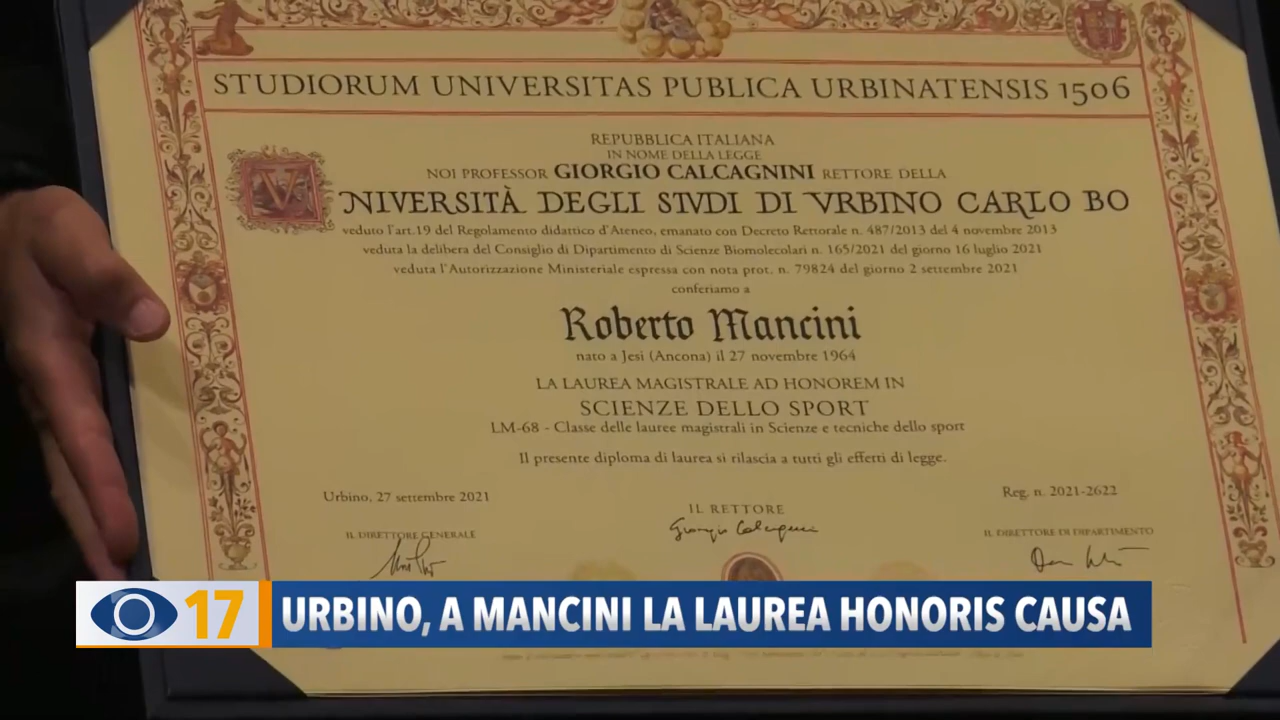 STUDIORUM UNIVERSITAS PUBLICA URBINATENSIS 1506
REPUBBLICA ITALIANA
IN NOME DELLA LEGGE
NOI PROFESSOR GIORGIO CALCAGNINI RETTORE DELLA
VNIVERSITÀ DEGLI STVDI DI VRBINO CARLO BO
veduto l'art.19 del Regolamento didattico d'Ateneo, emanato con Decreto Rettorale n. 487/2013 del 4 novembre 2013
veduta la delibera del Consiglio di Dipartimento di Scienze Biomolecolari n. 165/2021 del giorno 16 luglio 2021
veduta l'Autorizzazione Ministeriale espressa con nota prot. n. 79824 del giorno 2 settembre 2021
conferiamo a
Roberto Mancini
nato a Jesi (Ancona) il 27 novembre 1964
LA LAUREA MAGISTRALE AD HONOREM IN
SCIENZE DELLO SPORT
LM-68 - Classe delle lauree magistrali in Scienze e tecniche dello sport
Il presente diploma di laurea si rilascia a tutti gli effetti di legge.
Urbino, 27 settembre 2021
Reg. n. 2021-2622
IL RETTORE
Giorgio Calcagnini
IL DIRETTORE GENERALE
IL DIRETTORE DI DIPARTIMENTO
17 URBINO, A MANCINI LA LAUREA HONORIS CAUSA